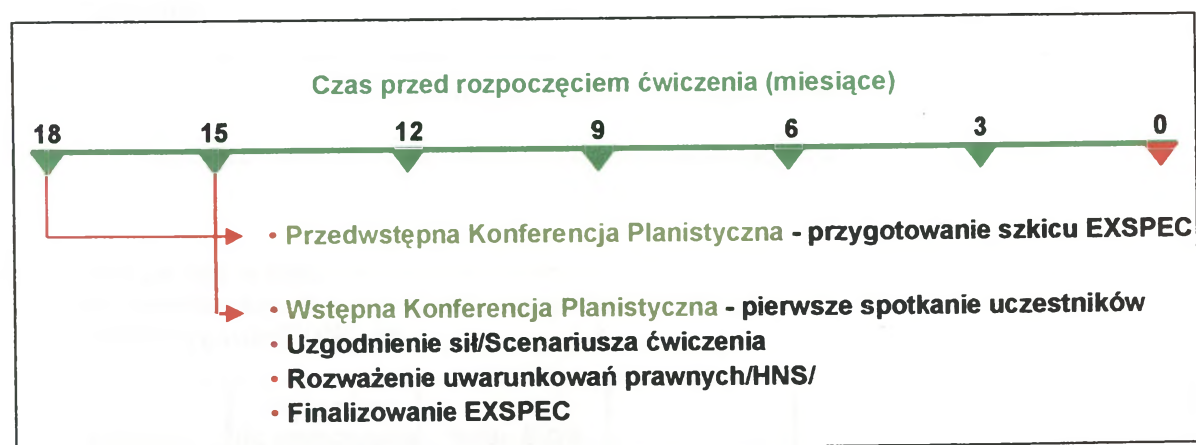 Czas przed rozpoczęciem ćwiczenia (miesiące)
18 15 12 9 6 3 0
• Przedwstępna Konferencja Planistyczna - przygotowanie szkicu EXSPEC
• Wstępna Konferencja Planistyczna - pierwsze spotkanie uczestników
• Uzgodnienie sił/Scenariusza ćwiczenia
• Rozważenie uwarunkowań prawnych/HNS/
• Finalizowanie EXSPEC